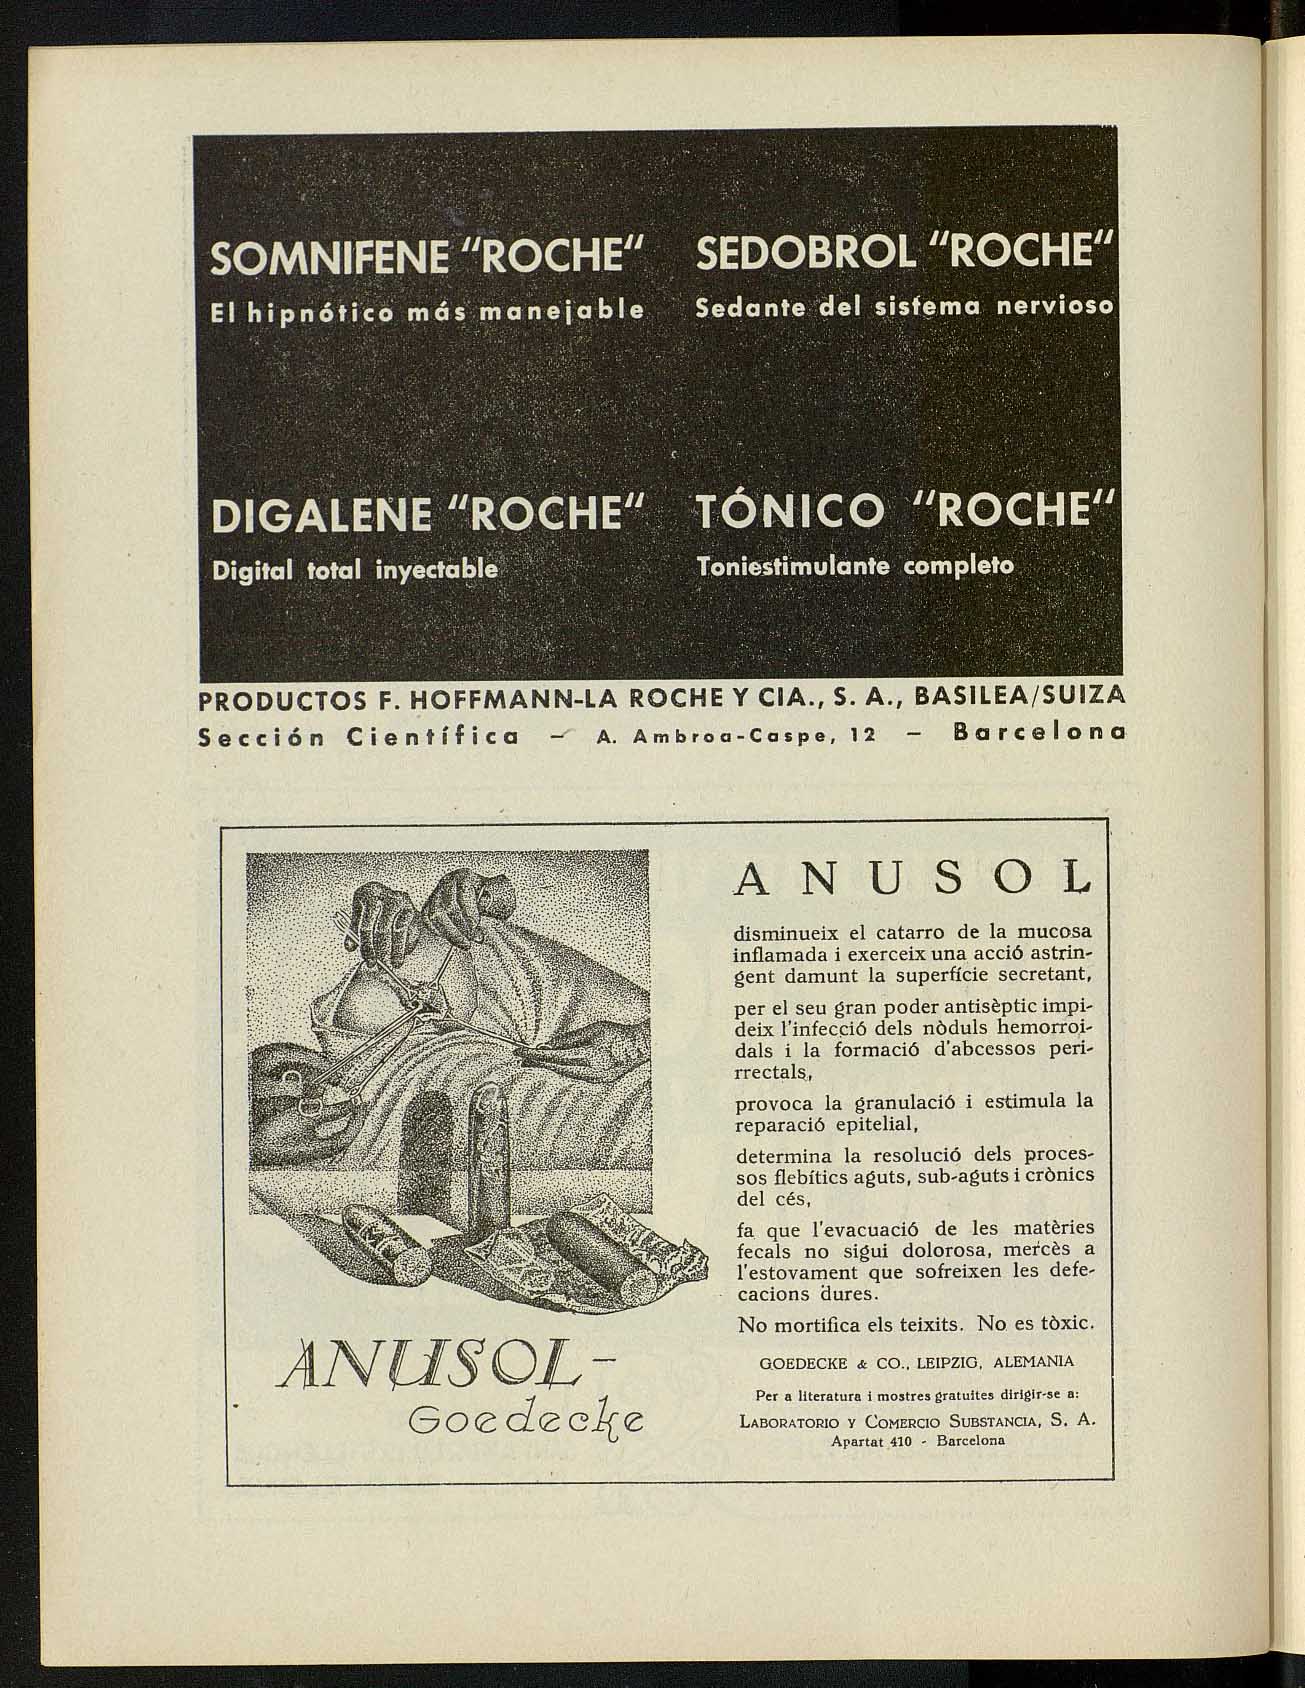 SOMNIFENE "ROCHE"
El hipnótico más manejable
SEDOBROL "ROCHE"
Sedante del sistema nervioso
DIGALENE "ROCHE"
Digital total inyectable
TÓNICO "ROCHE"
Toniestimulante completo
PRODUCTOS F. HOFFMANN-LA ROCHE Y CIA., S. A., BASILEA/SUIZA
Sección Científica - A. Ambroa-Caspe, 12 - Barcelona
ANUSOL-
Goedecke
ANUSOL
disminueix el catarro de la mucosa
inflamada i exerceix una acció astrin-
gent damunt la superfície secretant,
per el seu gran poder antisèptic impi-
deix l'infecció dels nòduls hemorroi-
dals i la formació d'abcessos peri-
rrectals,
provoca la granulació i estimula la
reparació epitelial,
determina la resolució dels proces-
sos flebítics aguts, sub-aguts i crònics
del cés,
fa que l'evacuació de les matèries
fecals no sigui dolorosa, mercès a
l'estovament que sofreixen les defe-
cacions dures.
No mortifica els teixits. No es tòxic.
GOEDECKE & CO., LEIPZIG, ALEMANIA
Per a literatura i mostres gratuites dirigir-se a:
LABORATORIO Y COMERCIO SUBSTANCIA, S. A.
Apartat 410 - Barcelona